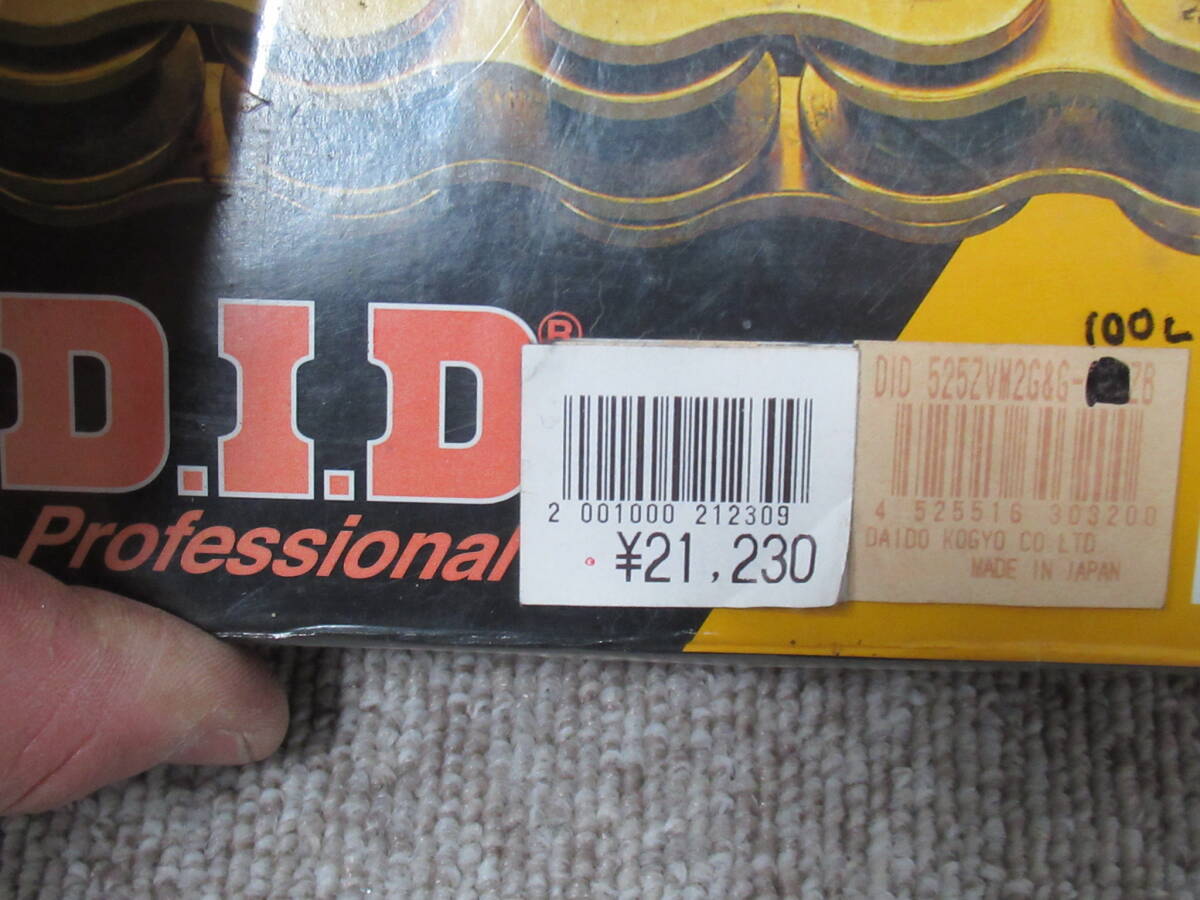 D.I.D®
Professional
2 001000 212309
¥21,230
100L
DID 525ZVM2G&G- ZB
4 525516 303200
DAIDO KOGYO CO LTD
MADE IN JAPAN